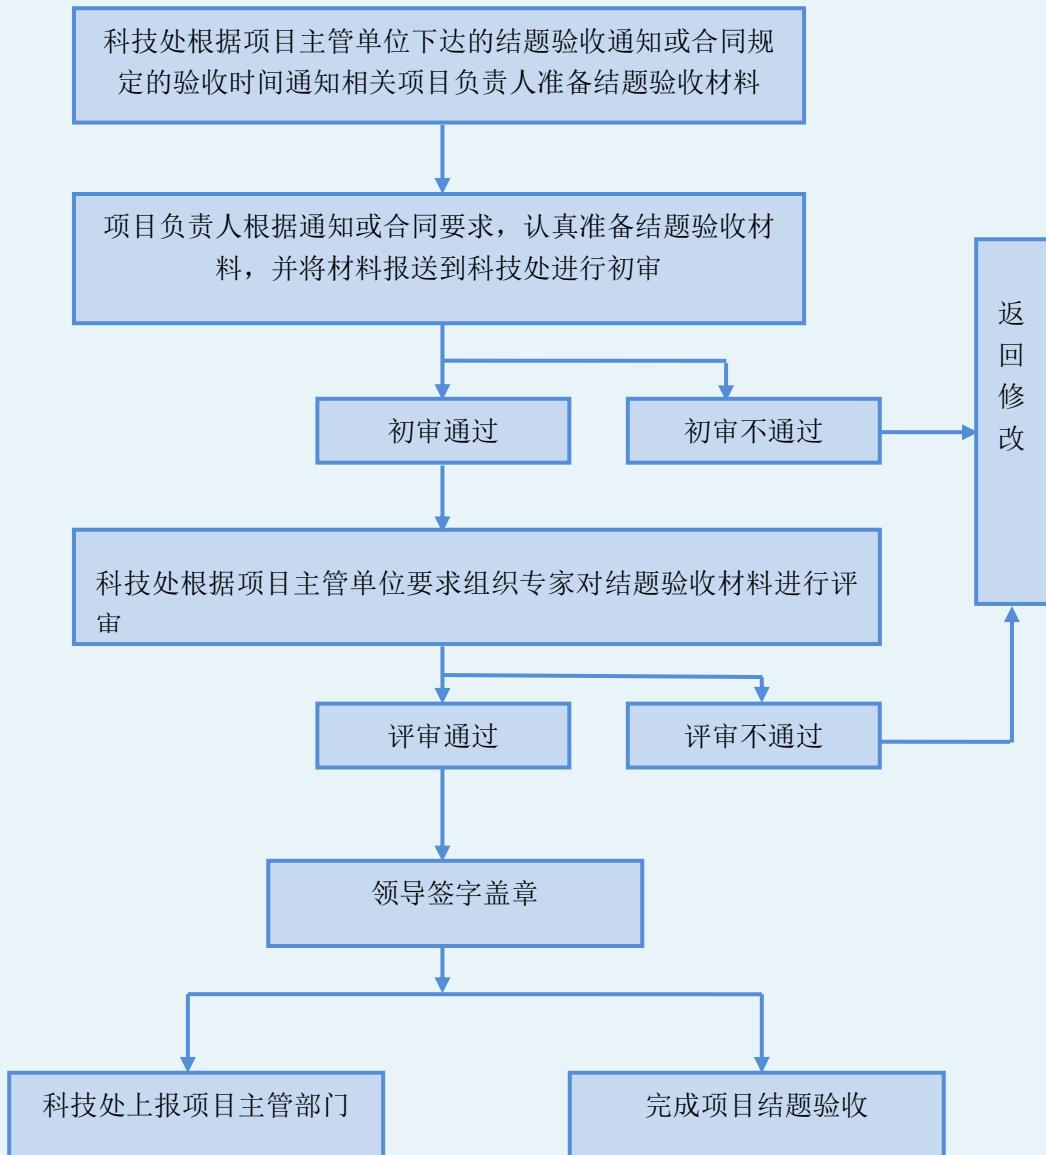 科技处根据项目主管单位下达的结题验收通知或合同规
定的验收时间通知相关项目负责人准备结题验收材料
项目负责人根据通知或合同要求，认真准备结题验收材
料，并将材料报送到科技处进行初审
返
回
修
改
初审通过
初审不通过
科技处根据项目主管单位要求组织专家对结题验收材料进行评
审
评审通过
评审不通过
领导签字盖章
科技处上报项目主管部门
完成项目结题验收